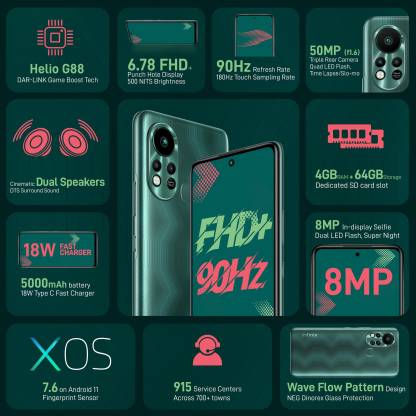 Helio G88
DAR-LINK Game Boost Tech
6.78 FHD+
Punch Hole Display
500 NITS Brightness
90Hz Refresh Rate
180Hz Touch Sampling Rate
50MP (f1.6)
Triple Rear Camera
Quad LED Flash,
Time Lapse/Slo-mo
Cinematic Dual Speakers
DTS Surround Sound
FHD+
90HZ
4GB RAM + 64GB Storage
Dedicated SD card slot
18W FAST CHARGER
5000mAh battery
18W Type C Fast Charger
8MP In-display Selfie
Dual LED Flash, Super Night
8MP
XOS
7.6 on Android 11
Fingerprint Sensor
915 Service Centers
Across 700+ towns
Infinix
Wave Flow Pattern Design
NEG Dinorex Glass Protection